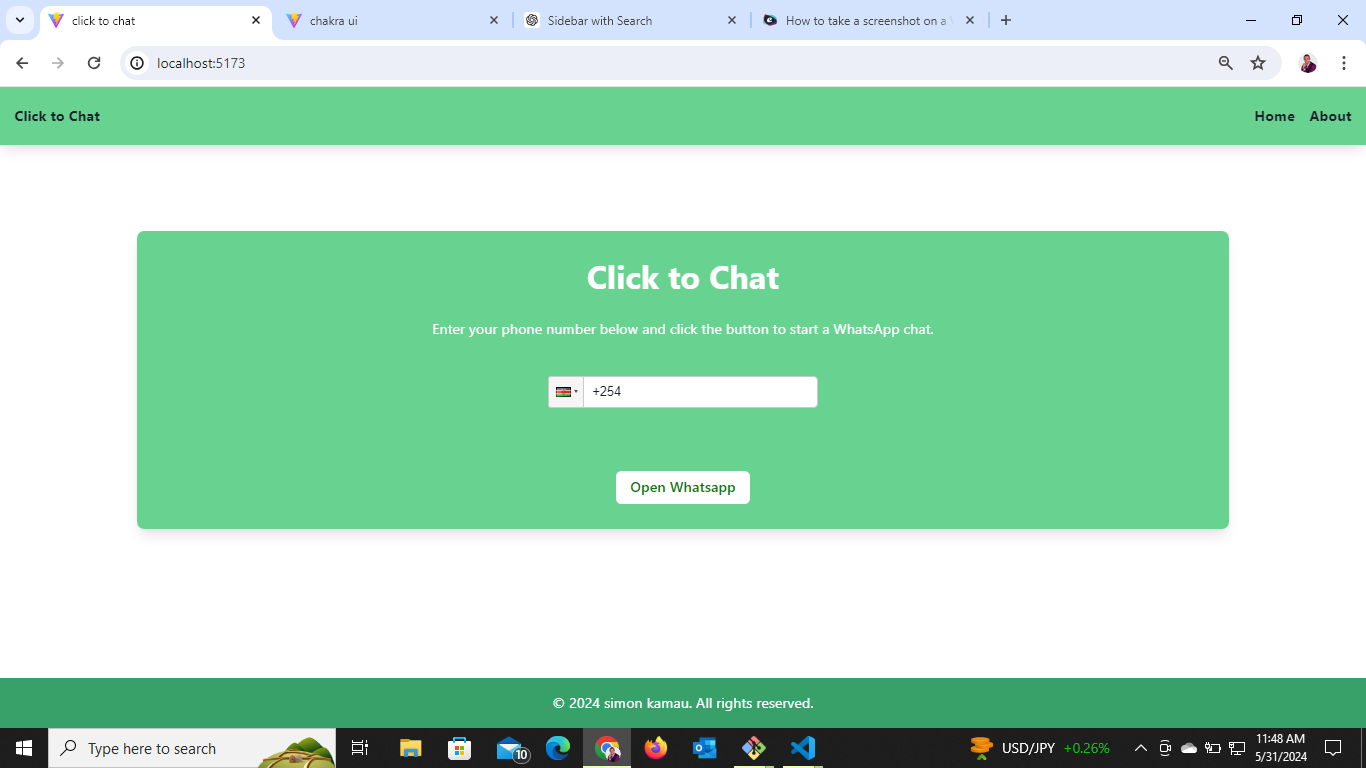 click to chat
chakra ui
Sidebar with Search
How to take a screenshot on a
localhost:5173
Click to Chat
Home
About
Click to Chat
Enter your phone number below and click the button to start a WhatsApp chat.
+254
Open Whatsapp
© 2024 simon kamau. All rights reserved.
Type here to search
10
USD/JPY +0.26%
11:48 AM
5/31/2024